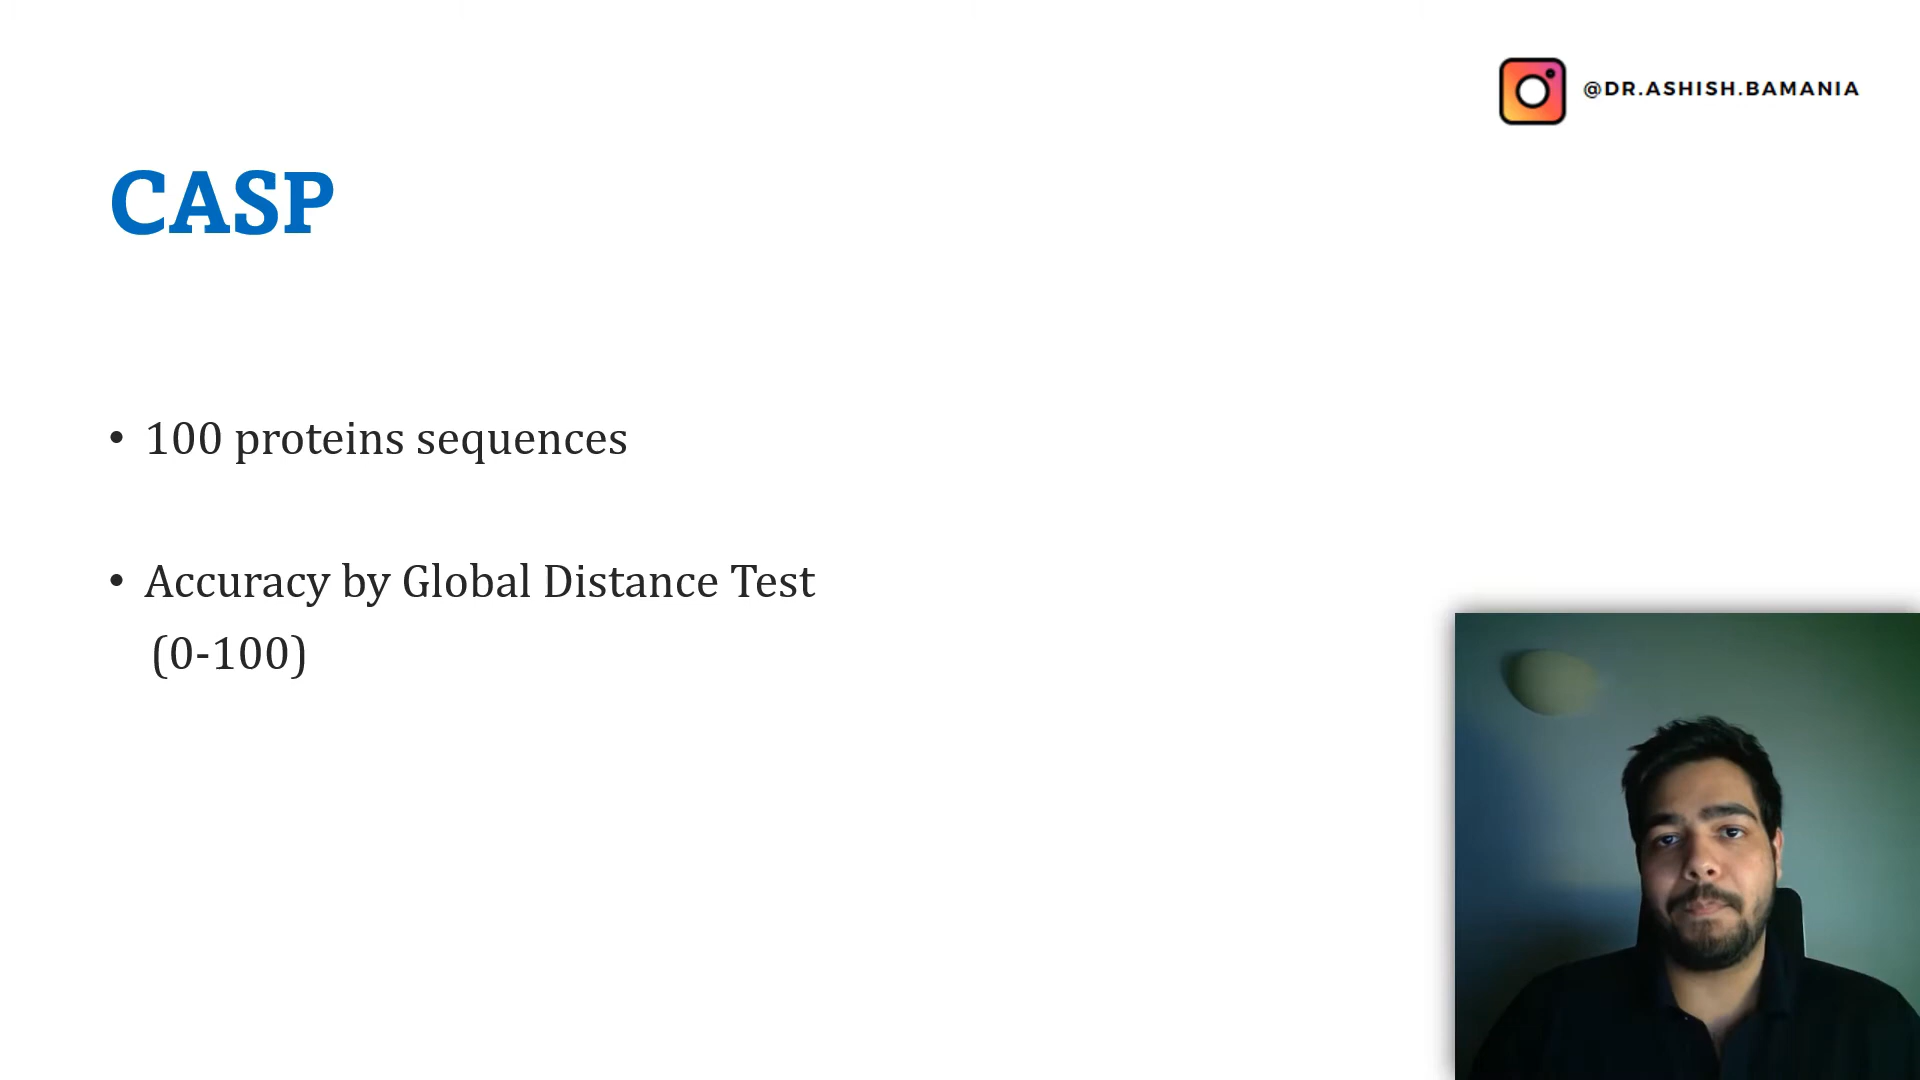 @DR.ASHISH.BAMANIA
CASP
• 100 proteins sequences
• Accuracy by Global Distance Test
(0-100)